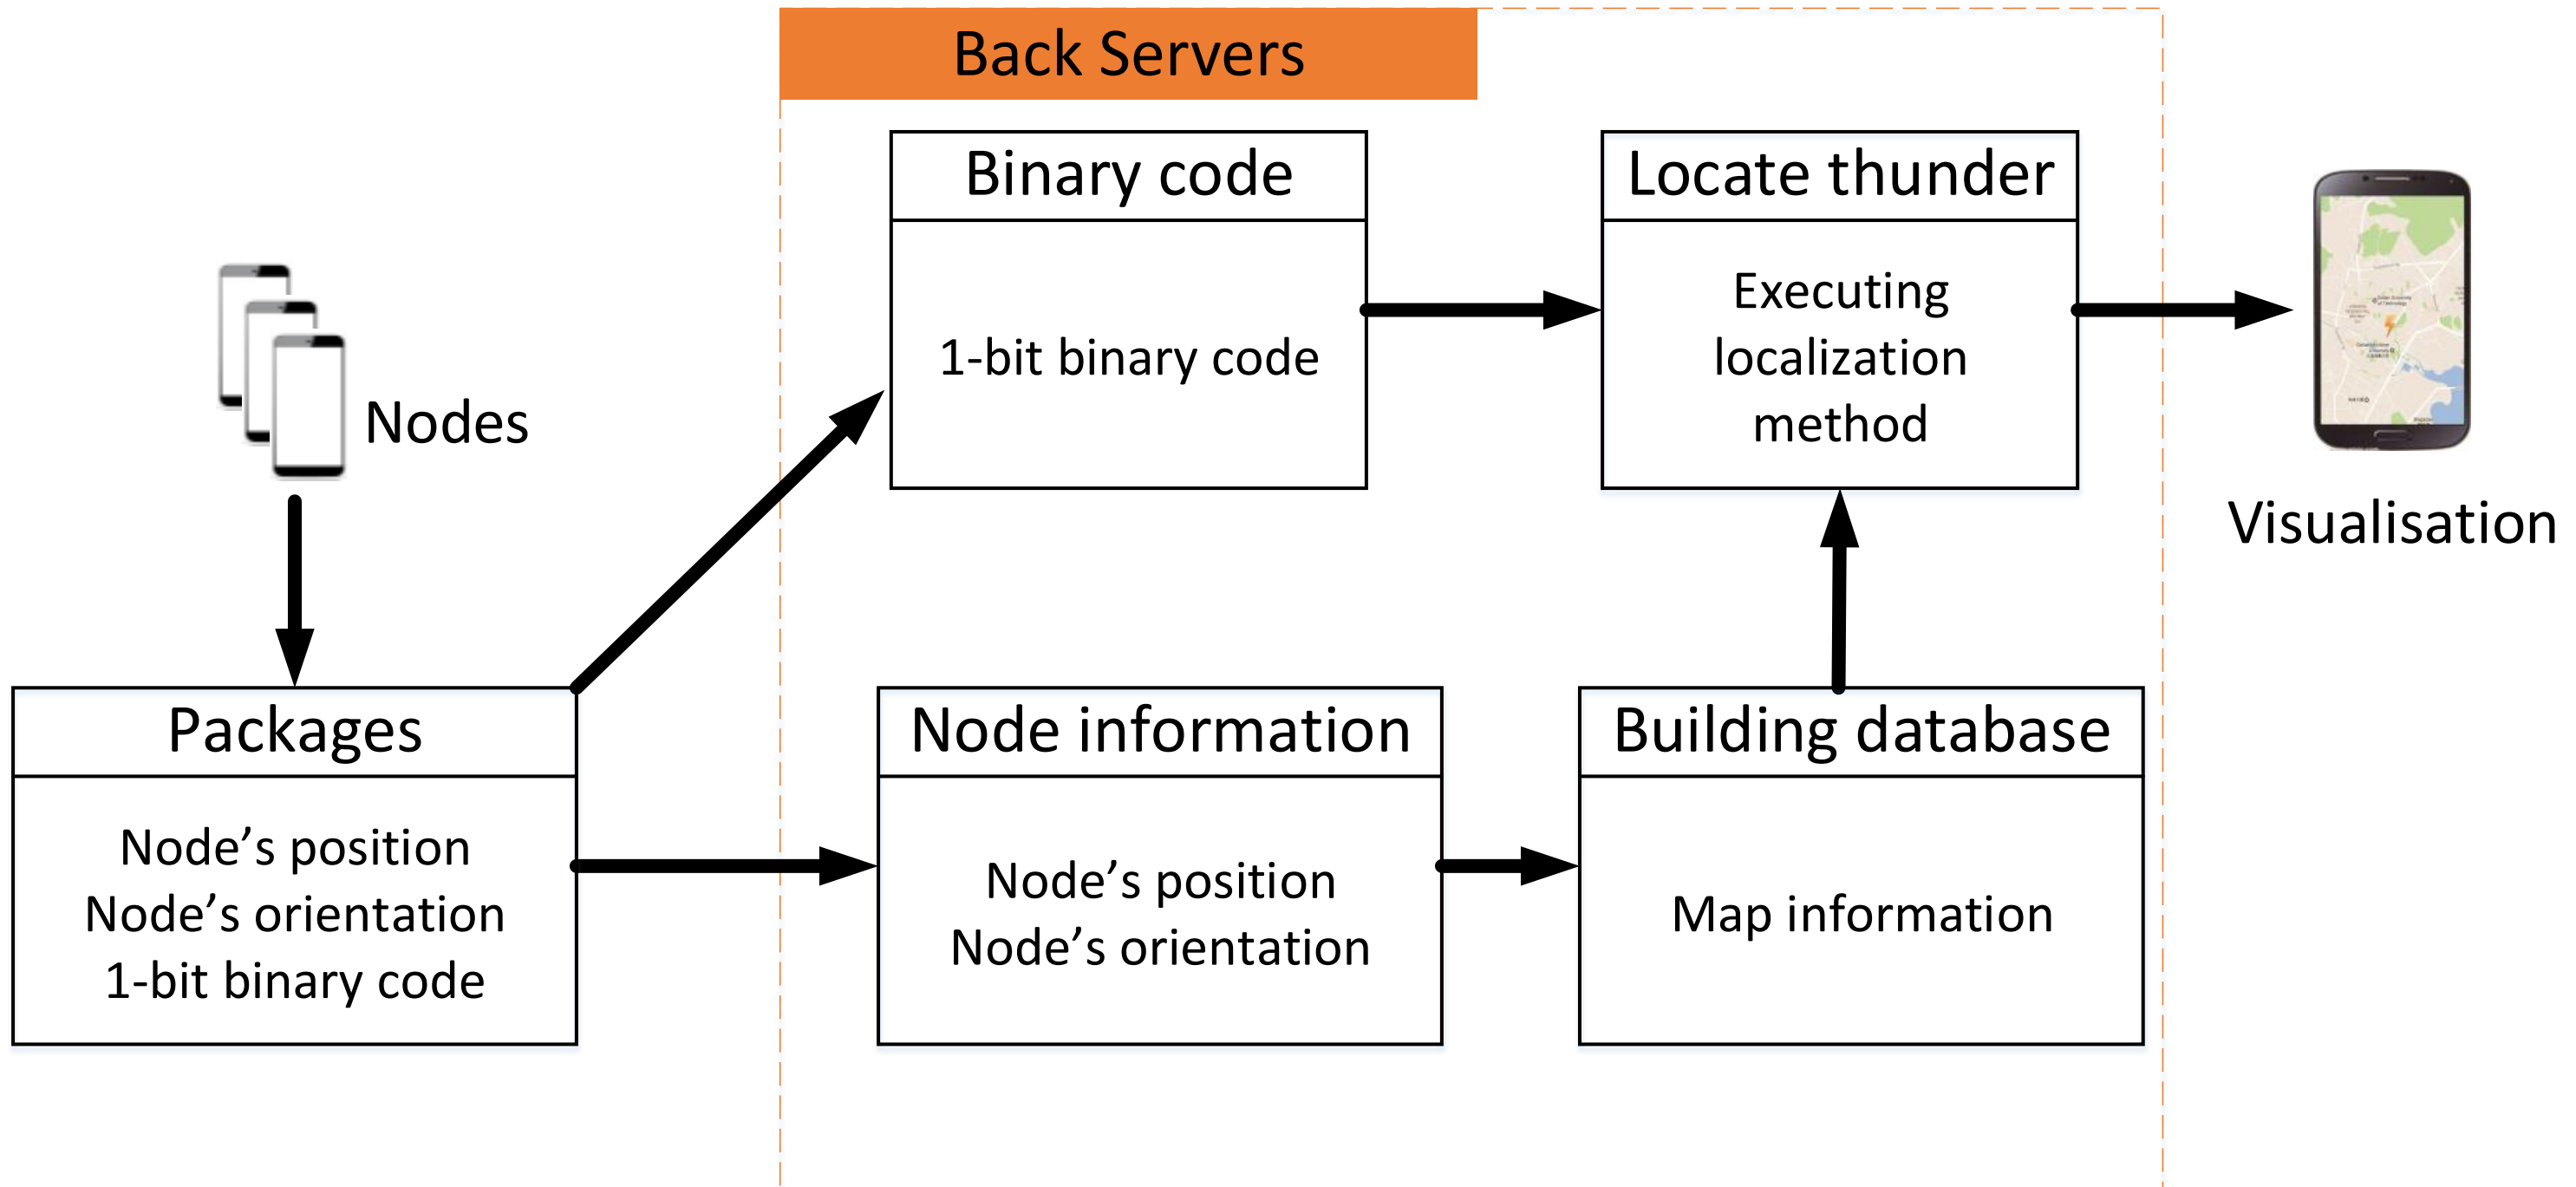 Back Servers
Binary code
1-bit binary code
Locate thunder
Executing
localization
method
Nodes
Visualisation
Packages
Node’s position
Node’s orientation
1-bit binary code
Node information
Node’s position
Node’s orientation
Building database
Map information